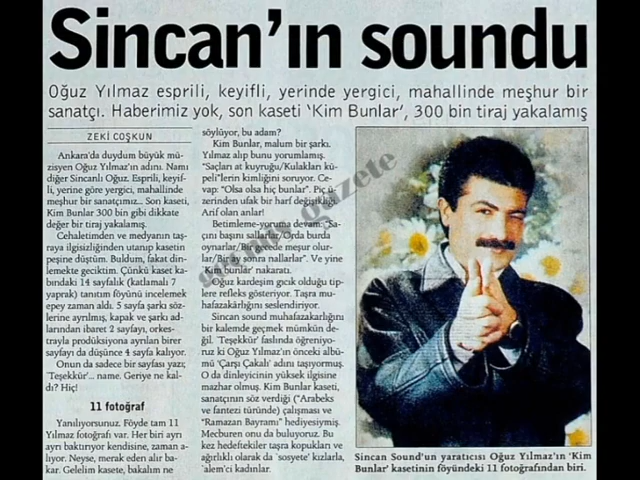 Sincan'ın soundu
Oğuz Yılmaz esprili, keyifli, yerinde yergici, mahallinde meşhur bir
sanatçı. Haberimiz yok, son kaseti 'Kim Bunlar', 300 bin tiraj yakalamış
ZEKİ COŞKUN
Ankara'da duydum büyük mü-
zisyen Oğuz Yılmaz'ın adını. Namı
diğer Sincanlı Oğuz. Esprili, keyif-
li, yerine göre yergici, mahallinde
meşhur bir sanatçımız... Son kaseti,
Kim Bunlar 300 bin gibi dikkate
değer bir tiraj yakalamış.
Cehaletimden ve medyanın taş-
raya ilgisizliğinden utanıp kasetin
peşine düştüm. Buldum, fakat dinle-
mekte geciktim. Çünkü kaset ka-
bındaki 14 sayfalık (katlamalı 7
yaprak) tanıtım föyünü incelemek
epey zaman aldı. 5 sayfa şarkı söz-
lerine ayrılmış, kapak ve şarkı ad-
larından ibaret 2 sayfayı, orkes-
trayla prodüksiyona ayrılan birer
sayfayı da düşünce 4 sayfa kalıyor.
Onun da sadece bir sayfası yazı;
'Teşekkür'... name. Geriye ne kal-
dı? Hiç!
11 fotoğraf
Yanılıyorsunuz. Föyde tam 11
Yılmaz fotoğrafı var. Her biri ayrı
ayrı baktırıyor kendisine, zaman a-
lıyor. Neyse, merak eden alır ba-
kar. Gelelim kasete, bakalım ne
söylüyor, bu adam?
Kim Bunlar, malum bir şarkı.
Yılmaz alıp bunu yorumlamış.
"Saçları at kuyruğu/Kulakları
küpeli"lerin kimliğini soruyor. Ce-
vap: "Olsa olsa hiç bunlar". Piç ü-
zerinden ufak bir harf değişikliği.
Arif olan anlar!
Betimleme-yoruma devam: "Sa-
çını başını sallarlar/Orda burda
oynarlar/Bir gecede meşur olur-
lar/Biray sonra nallarlar". Ve yine
'Kim bunlar' nakaratı.
Oğuz kardeşim gıcık olduğu tip-
lere refleks gösteriyor. Taşra mu-
hafazakârlığını seslendiriyor.
Sincan sound muhafazakarlığını
bir kalemde geçmek mümkün de-
ğil. 'Teşekkür' faslında öğreniyo-
ruz ki Oğuz Yılmaz'ın önceki albü-
mü 'Çarşı Çakalı' adını taşıyormuş.
O da dinleyicinin yüksek ilgisine
mazhar olmuş. Kim Bunlar kaseti,
sanatçının söz verdiği ("Arabeks
ve fantezi türünde) çalışması ve
"Ramazan Bayramı" hediyesiymiş.
Mecburen onu da buluyoruz. Bu
kez hedeftekiler taşra kopukları ve
ağırlıklı olarak da 'sosyete' kızlarla,
'alem'ci kadınlar.
Sincan Sound'un yaratıcısı Oğuz Yılmaz'ın 'Kim
Bunlar' kasetinin föyündeki 11 fotoğrafından biri.